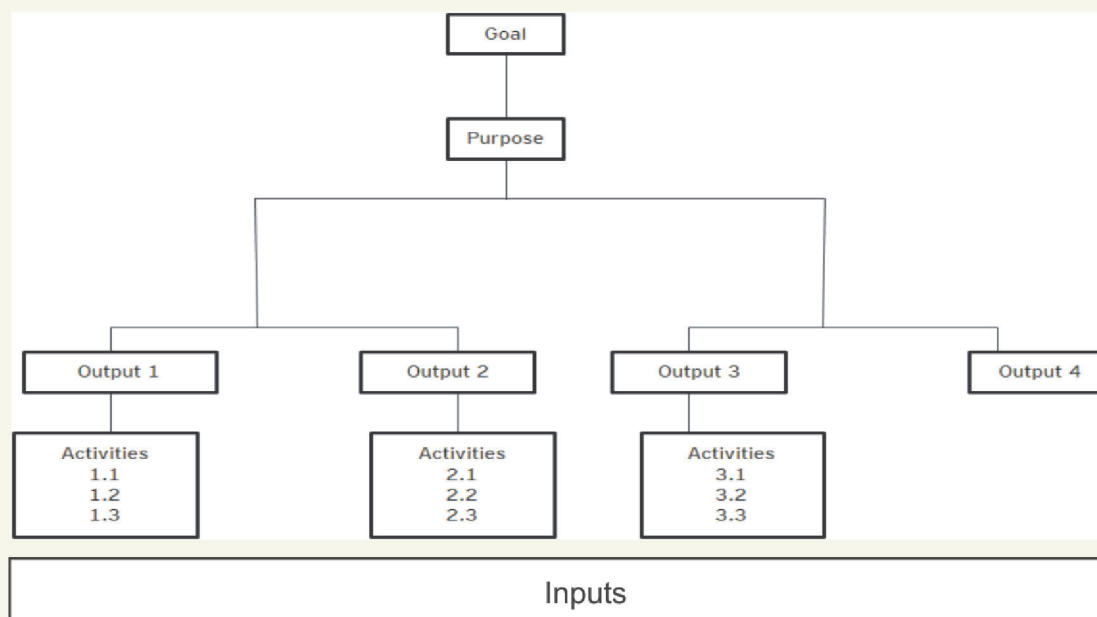 Goal
Purpose
Output 1
Output 2
Output 3
Output 4
Activities
1.1
1.2
1.3
Activities
2.1
2.2
2.3
Activities
3.1
3.2
3.3
Inputs